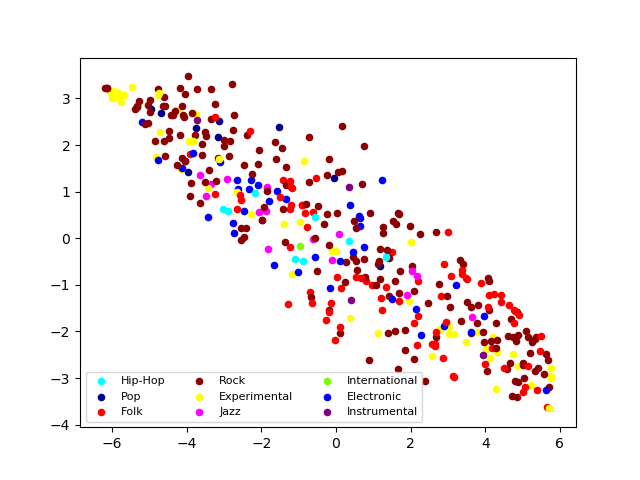 3
2
1
0
−1
−2
−3
−4
Hip-Hop Rock International
Pop Experimental Electronic
Folk Jazz Instrumental
−6 −4 −2 0 2 4 6